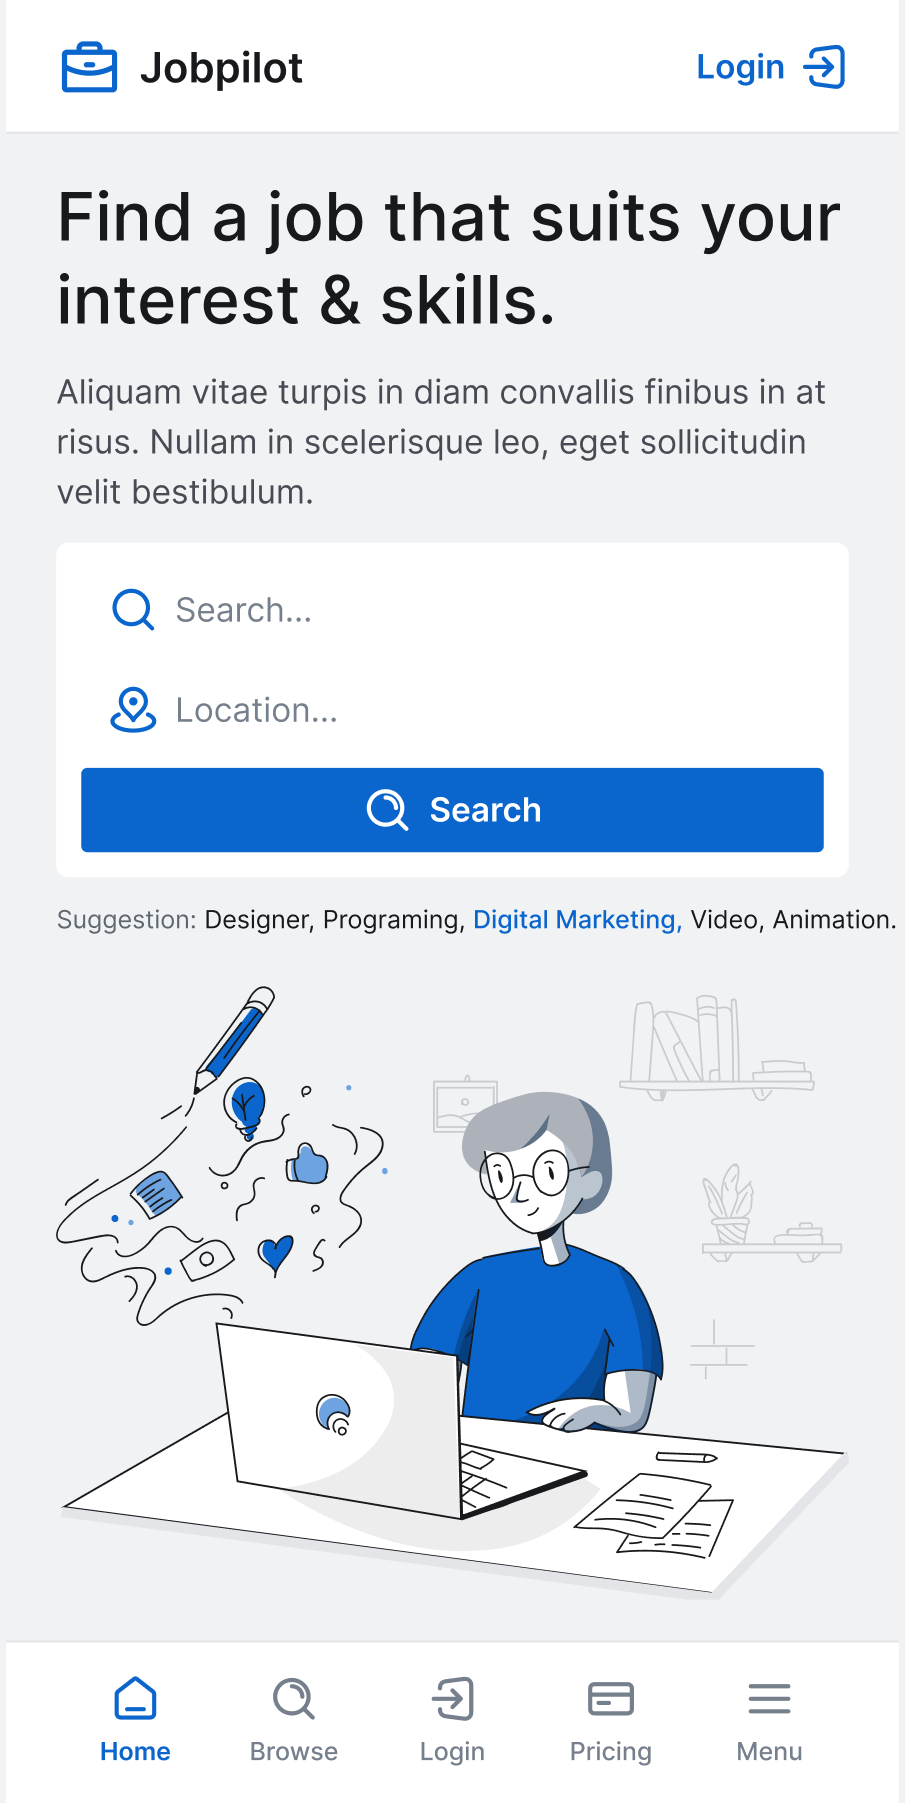 Jobpilot
Login
Find a job that suits your
interest & skills.
Aliquam vitae turpis in diam convallis finibus in at
risus. Nullam in scelerisque leo, eget sollicitudin
velit bestibulum.
Search...
Location...
Search
Suggestion: Designer, Programing, Digital Marketing, Video, Animation.
Home
Browse
Login
Pricing
Menu